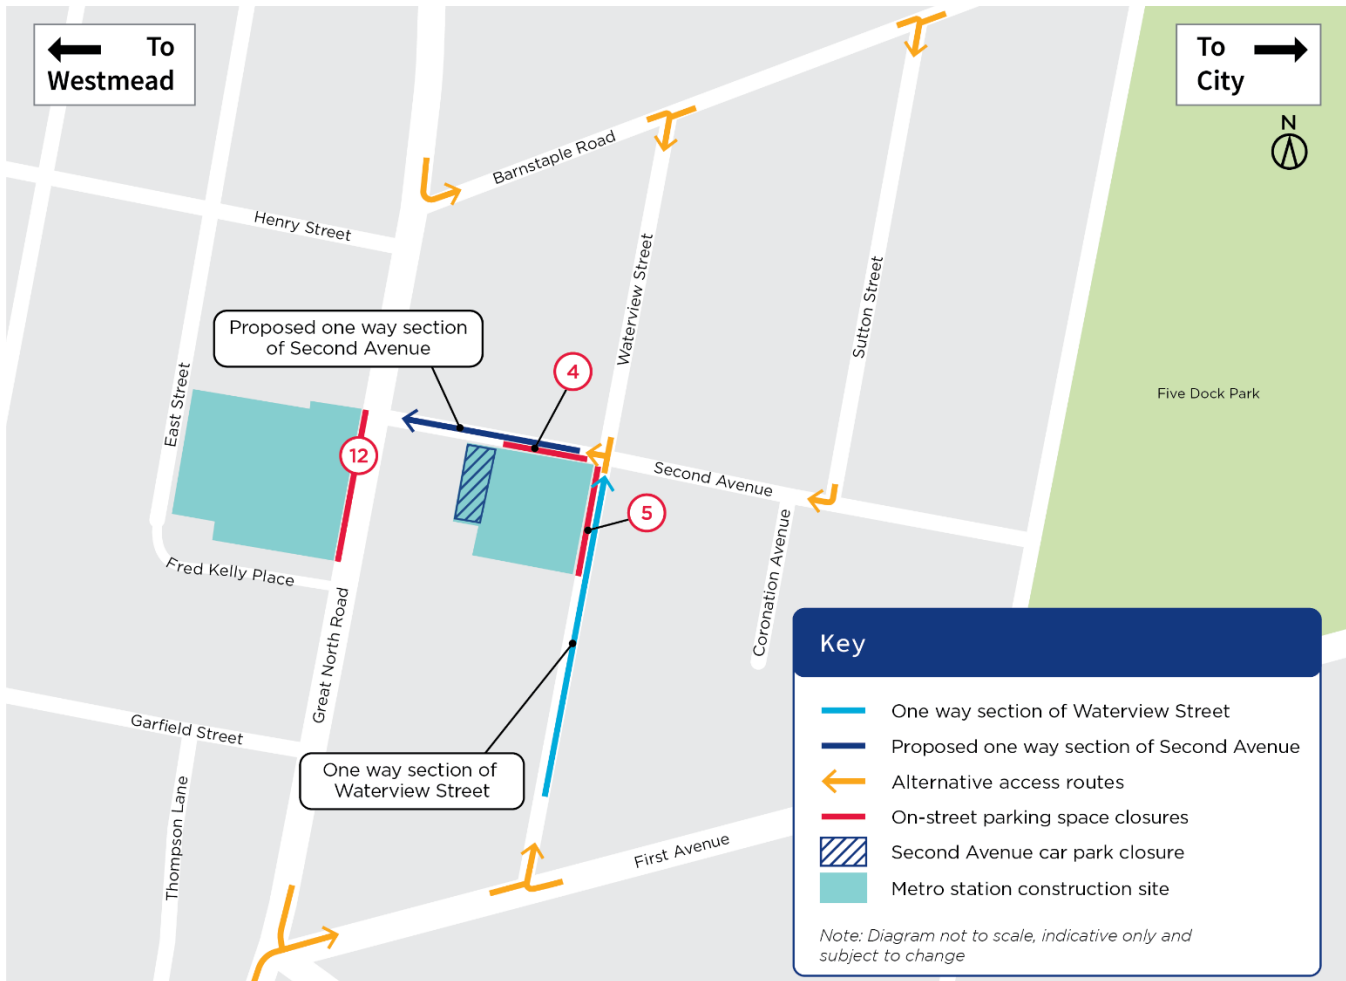 To
Westmead
To
City
N
Barnstaple Road
Henry Street
Waterview Street
Sutton Street
Proposed one way section
of Second Avenue
4
East Street
Five Dock Park
12
Second Avenue
5
Coronation Avenue
Fred Kelly Place
Great North Road
Garfield Street
One way section of
Waterview Street
Thompson Lane
First Avenue
Key
One way section of Waterview Street
Proposed one way section of Second Avenue
Alternative access routes
On-street parking space closures
Second Avenue car park closure
Metro station construction site
Note: Diagram not to scale, indicative only and
subject to change